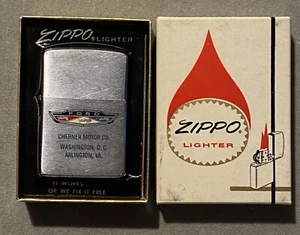 ZIPPO® LIGHTER
FORD
CHERNER MOTOR CO.
WASHINGTON, D.C.
ARLINGTON, VA.
IT WORKS
OR WE FIX IT FREE
ZIPPO®
LIGHTER